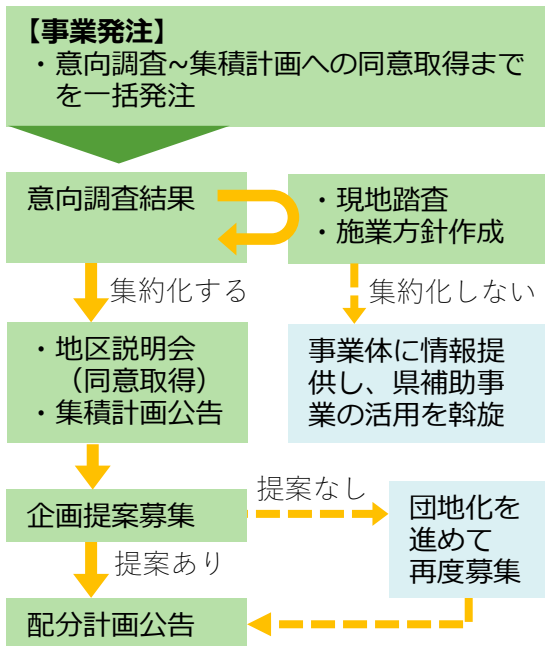 【事業発注】
・意向調査~集積計画への同意取得まで
を一括発注
意向調査結果
・現地踏査
・施業方針作成
集約化する
集約化しない
・地区説明会
（同意取得）
・集積計画公告
事業体に情報提
供し、県補助事
業の活用を斡旋
企画提案募集
提案なし
団地化を
進めて
再度募集
提案あり
配分計画公告